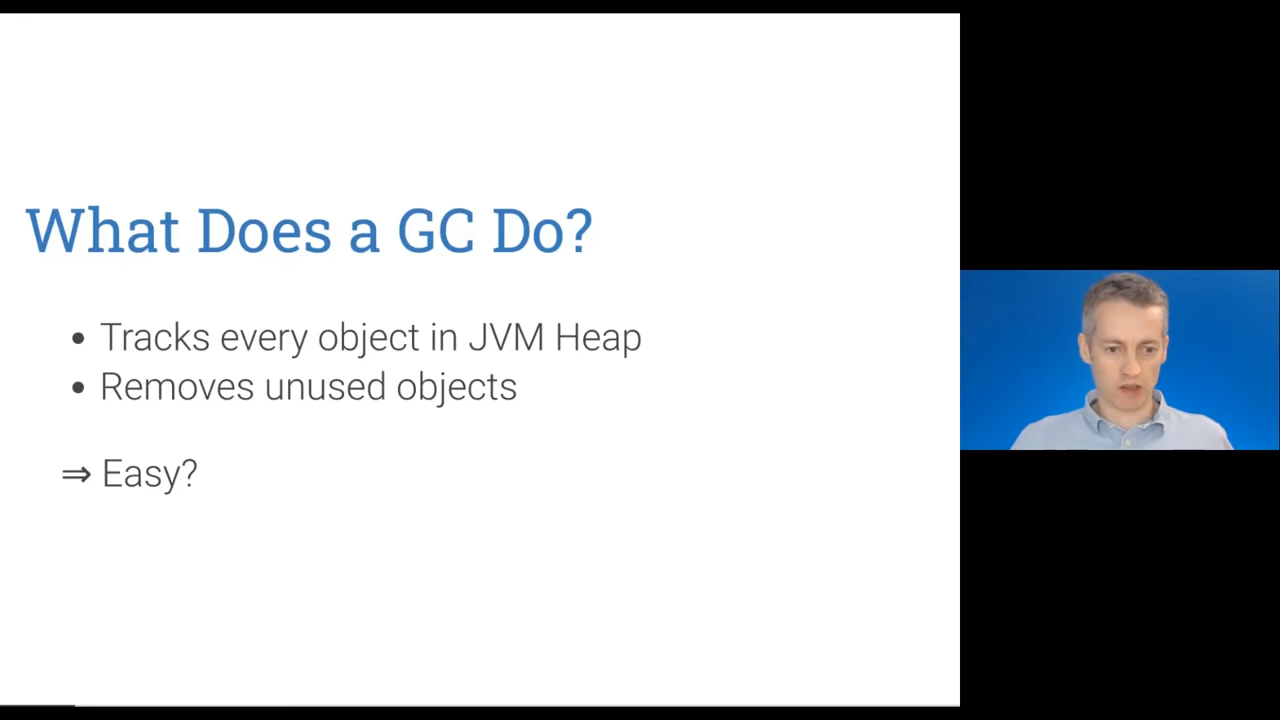 What Does a GC Do?
• Tracks every object in JVM Heap
• Removes unused objects
⇒ Easy?